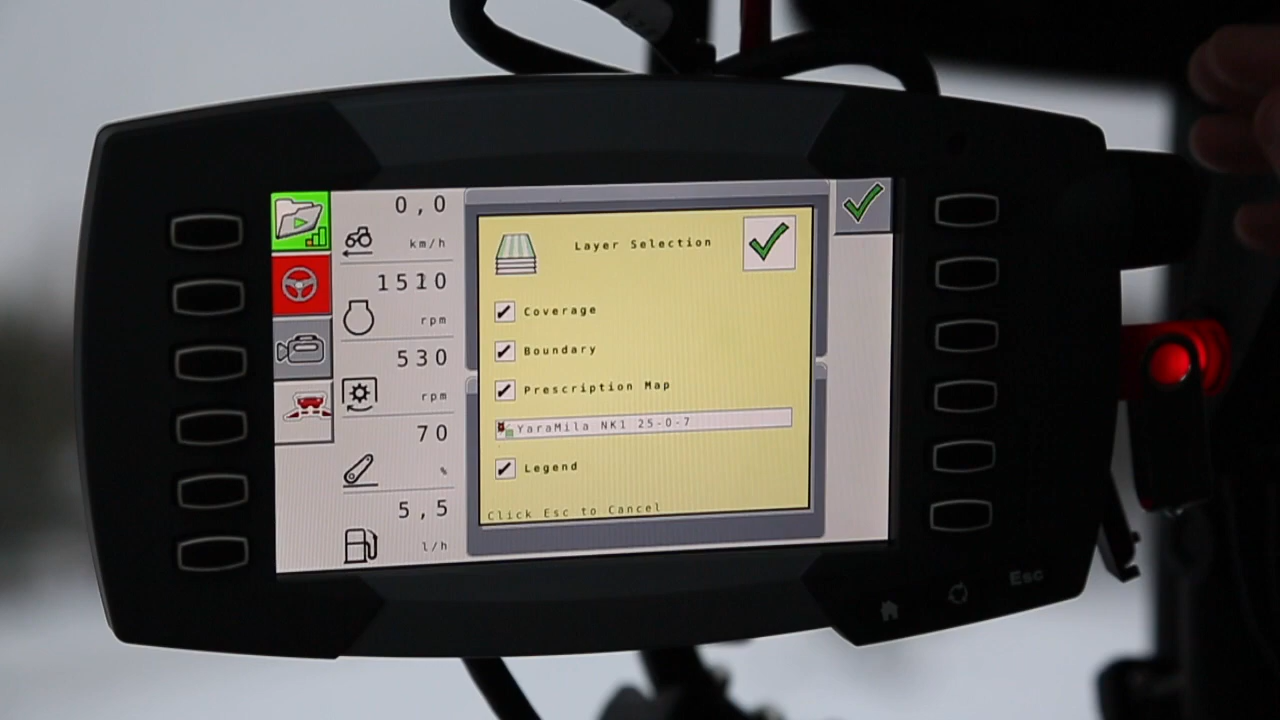 0,0
km/h
1510
rpm
530
rpm
70
%
5,5
l/h
Layer Selection
Coverage
Boundary
Prescription Map
YaraMila NK1 25-0-7
Legend
Click Esc to Cancel
Esc